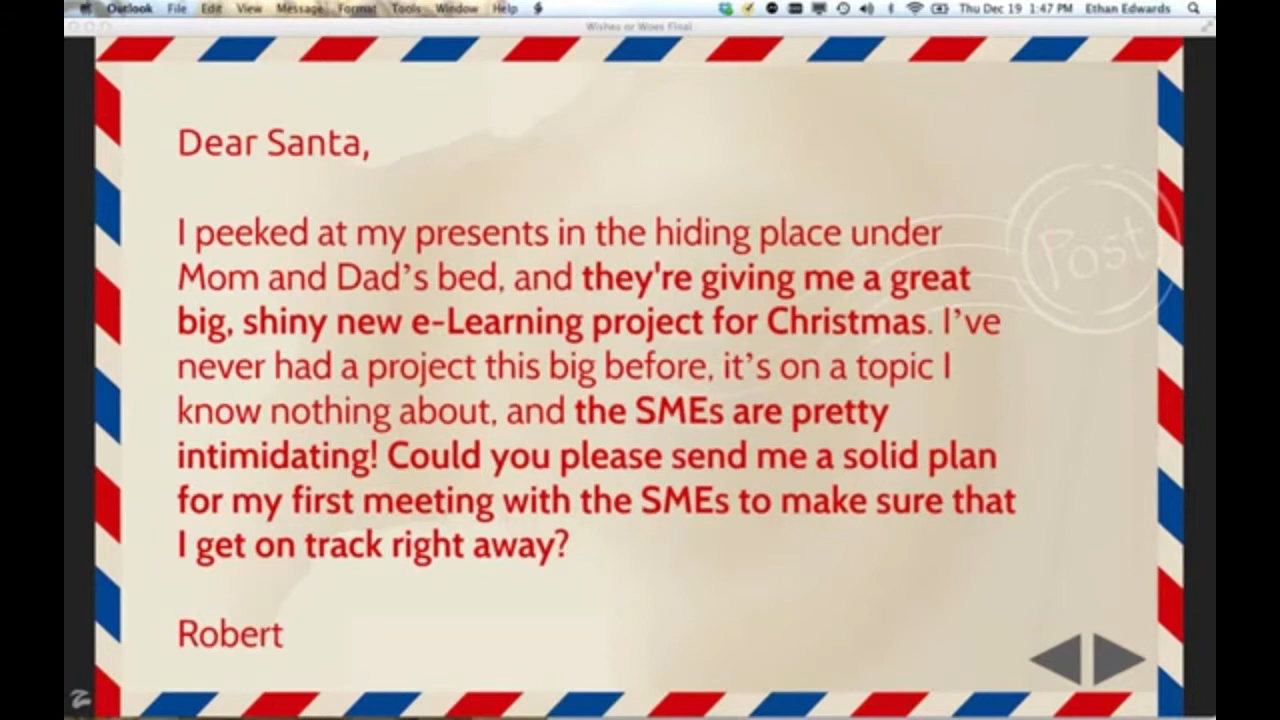 Outlook File Edit View Message Format Tools Window Help Thu Dec 19 1:47 PM Ethan Edwards
Wishes or Woes Final
Dear Santa,
I peeked at my presents in the hiding place under
Mom and Dad’s bed, and they're giving me a great
big, shiny new e-Learning project for Christmas. I’ve
never had a project this big before, it’s on a topic I
know nothing about, and the SMEs are pretty
intimidating! Could you please send me a solid plan
for my first meeting with the SMEs to make sure that
I get on track right away?
Robert
Post